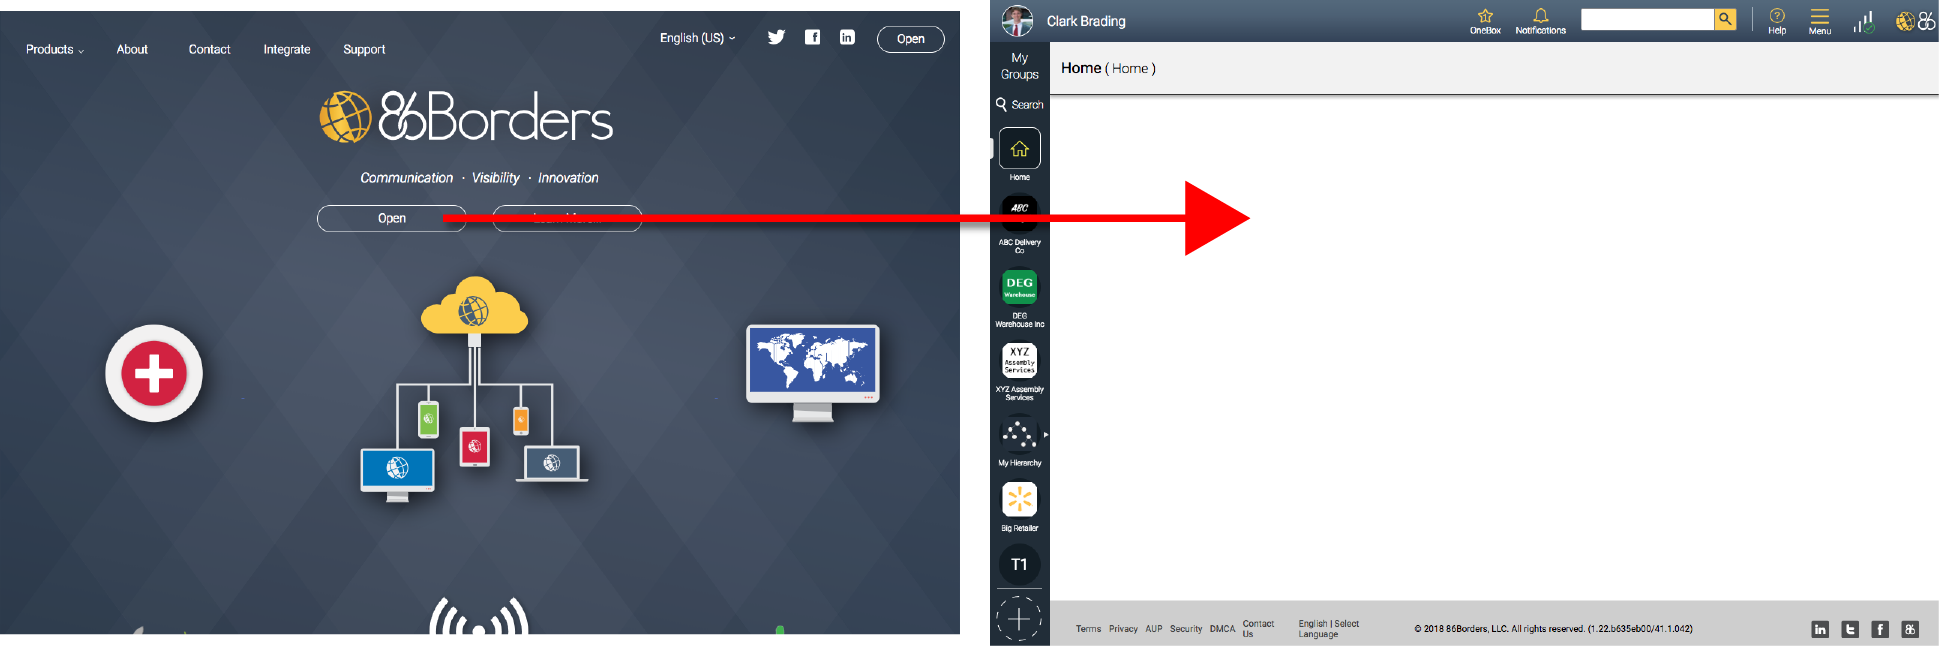 Products
About
Contact
Integrate
Support
English (US)
Open
86Borders
Communication · Visibility · Innovation
Open
Clark Brading
OneBox
Notifications
Help
Menu
86
My
Groups
Search
Home ( Home )
Home
ABC
ABC Delivery
Co
DEG
Warehouse
DEG
Warehouse Inc
XYZ
Assembly
Services
XYZ Assembly
Services
My Hierarchy
Big Retailer
T1
Terms Privacy AUP Security DMCA Contact
Us
English | Select
Language
© 2018 86Borders, LLC. All rights reserved. (1.22.b635eb00/41.1.042)